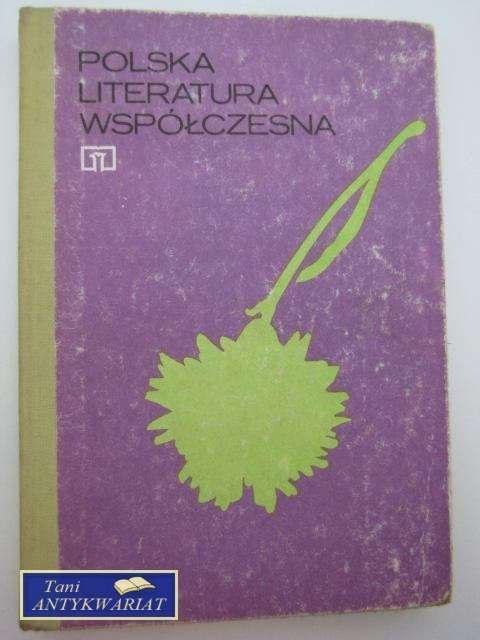 POLSKA
LITERATURA
WSPÓŁCZESNA
Tani
ANTYKWARIAT